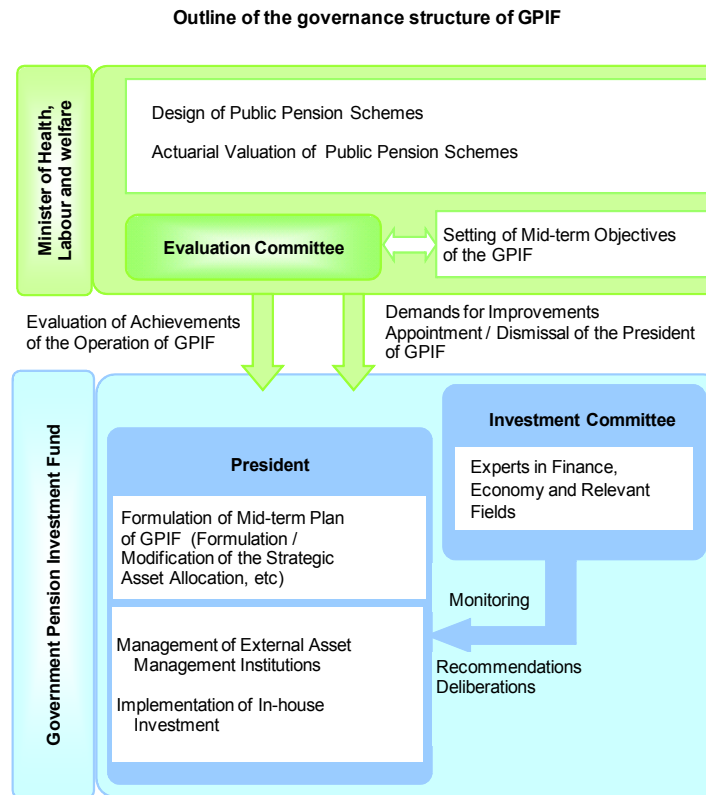 Outline of the governance structure of GPIF
Minister of Health,
Labour and welfare
Design of Public Pension Schemes
Actuarial Valuation of Public Pension Schemes
Evaluation Committee
Setting of Mid-term Objectives
of the GPIF
Evaluation of Achievements
of the Operation of GPIF
Demands for Improvements
Appointment / Dismissal of the President
of GPIF
Government Pension Investment Fund
President
Formulation of Mid-term Plan
of GPIF (Formulation /
Modification of the Strategic
Asset Allocation, etc)
Management of External Asset
Management Institutions
Implementation of In-house
Investment
Investment Committee
Experts in Finance,
Economy and Relevant
Fields
Monitoring
Recommendations
Deliberations